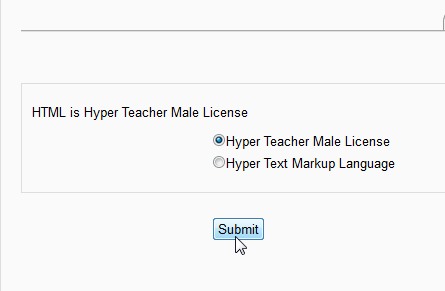 HTML is Hyper Teacher Male License
Hyper Teacher Male License
Hyper Text Markup Language
Submit